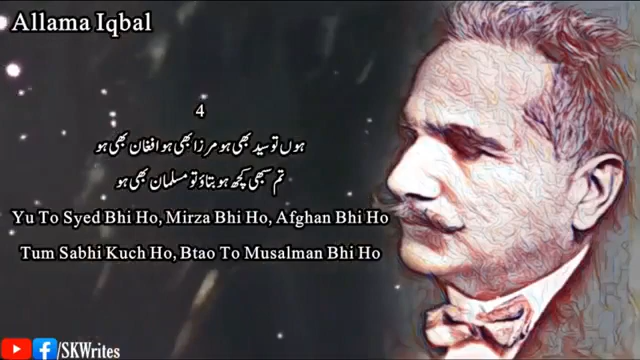 Allama Iqbal
4
ہوں تو سید بھی ہو مرزا بھی ہو افغان بھی ہو
تم سبھی کچھ ہو بتاؤ تو مسلمان بھی ہو
Yu To Syed Bhi Ho, Mirza Bhi Ho, Afghan Bhi Ho
Tum Sabhi Kuch Ho, Btao To Musalman Bhi Ho
/SKWrites